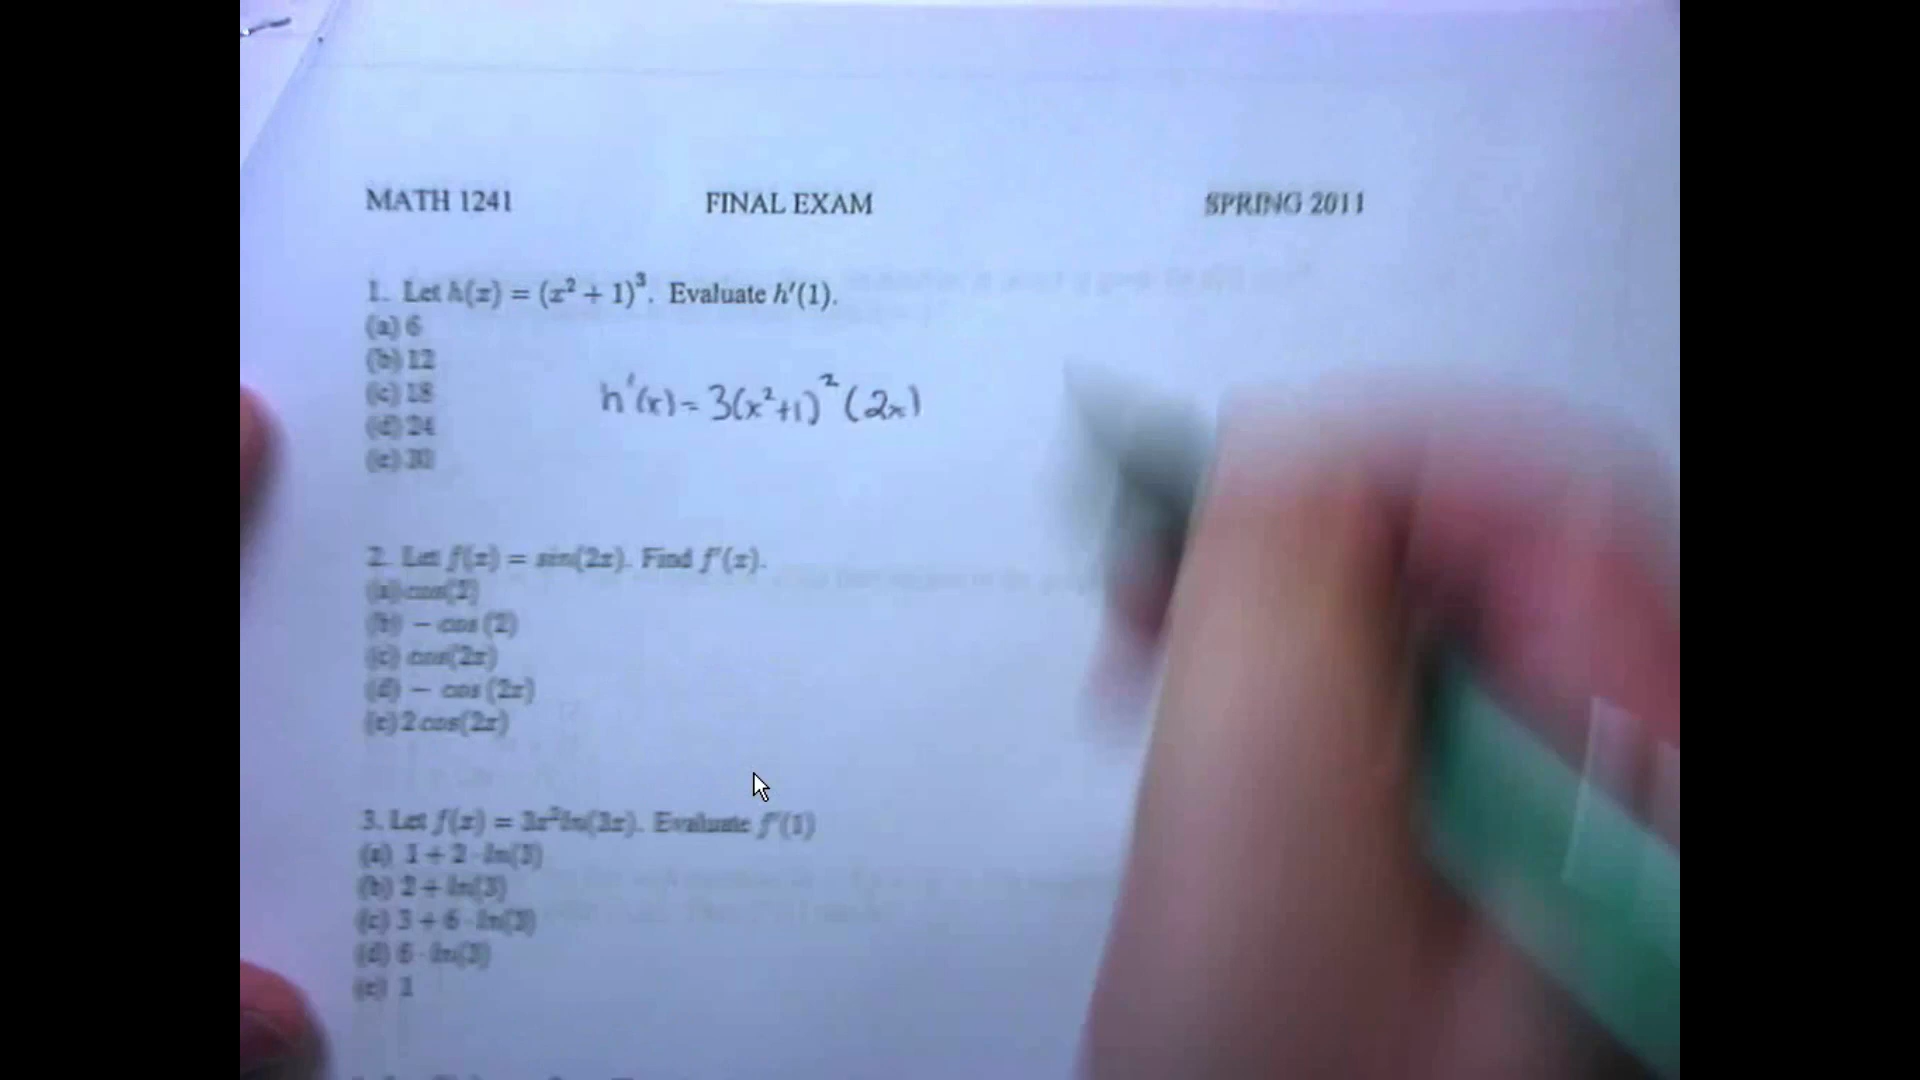 MATH 1241 FINAL EXAM SPRING 2011
1. Let h(x) = (x² + 1)³. Evaluate h′(1).
(a) 6
(b) 12
(c) 18
(d) 24
(e) 30
h'(x) = 3(x²+1)² (2x)
2. Let f(x) = sin(2x). Find f′(x).
(a) cos(2)
(b) − cos (2)
(c) cos(2x)
(d) − cos (2x)
(e) 2 cos(2x)
3. Let f(x) = 3x²ln(3x). Evaluate f′(1)
(a) 1 + 2 · ln(3)
(b) 2 + ln(3)
(c) 3 + 6 · ln(3)
(d) 6 · ln(3)
(e) 1